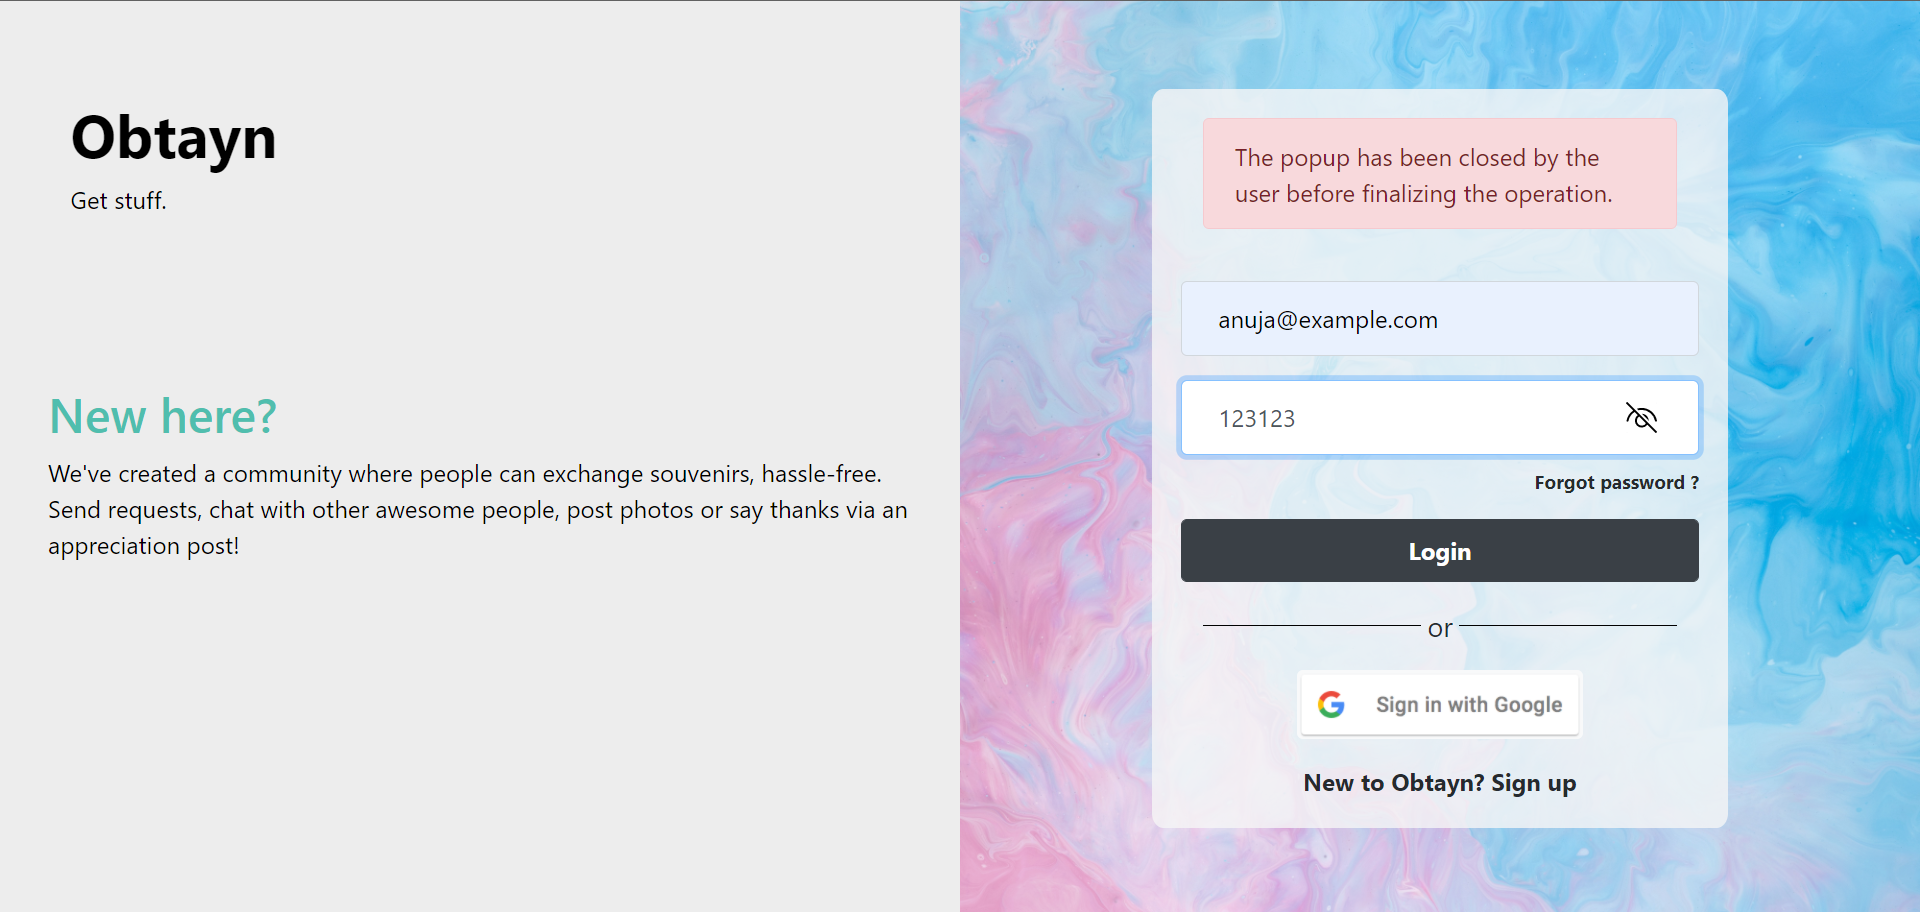 Obtayn
Get stuff.
New here?
We've created a community where people can exchange souvenirs, hassle-free.
Send requests, chat with other awesome people, post photos or say thanks via an
appreciation post!
The popup has been closed by the
user before finalizing the operation.
anuja@example.com
123123
Forgot password ?
Login
or
Sign in with Google
New to Obtayn? Sign up